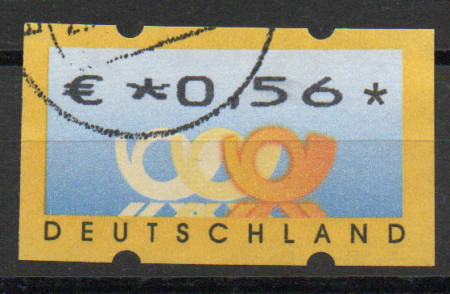 € *0,56 *
DEUTSCHLAND